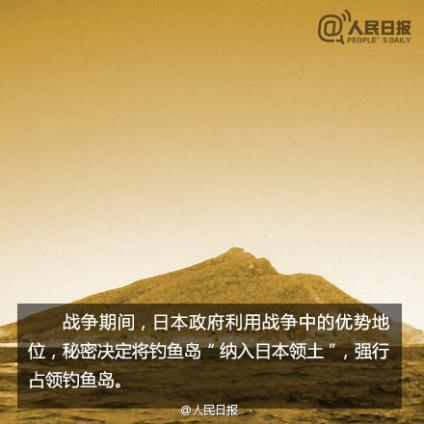 @人民日报
PEOPLE'S DAILY
战争期间，日本政府利用战争中的优势地
位，秘密决定将钓鱼岛“纳入日本领土”，强行
占领钓鱼岛。
@人民日报